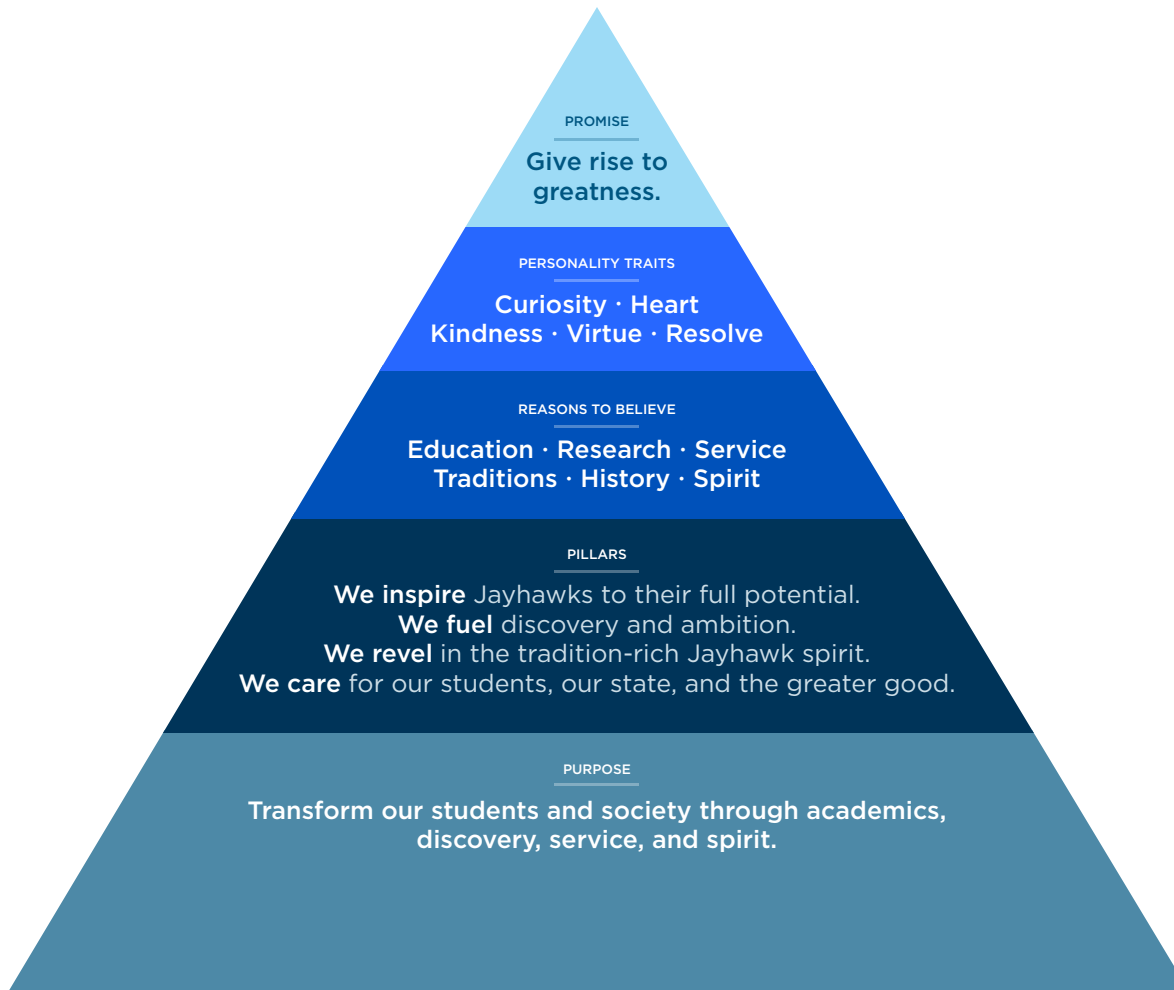 PROMISE
Give rise to
greatness.
PERSONALITY TRAITS
Curiosity · Heart
Kindness · Virtue · Resolve
REASONS TO BELIEVE
Education · Research · Service
Traditions · History · Spirit
PILLARS
We inspire Jayhawks to their full potential.
We fuel discovery and ambition.
We revel in the tradition-rich Jayhawk spirit.
We care for our students, our state, and the greater good.
PURPOSE
Transform our students and society through academics,
discovery, service, and spirit.